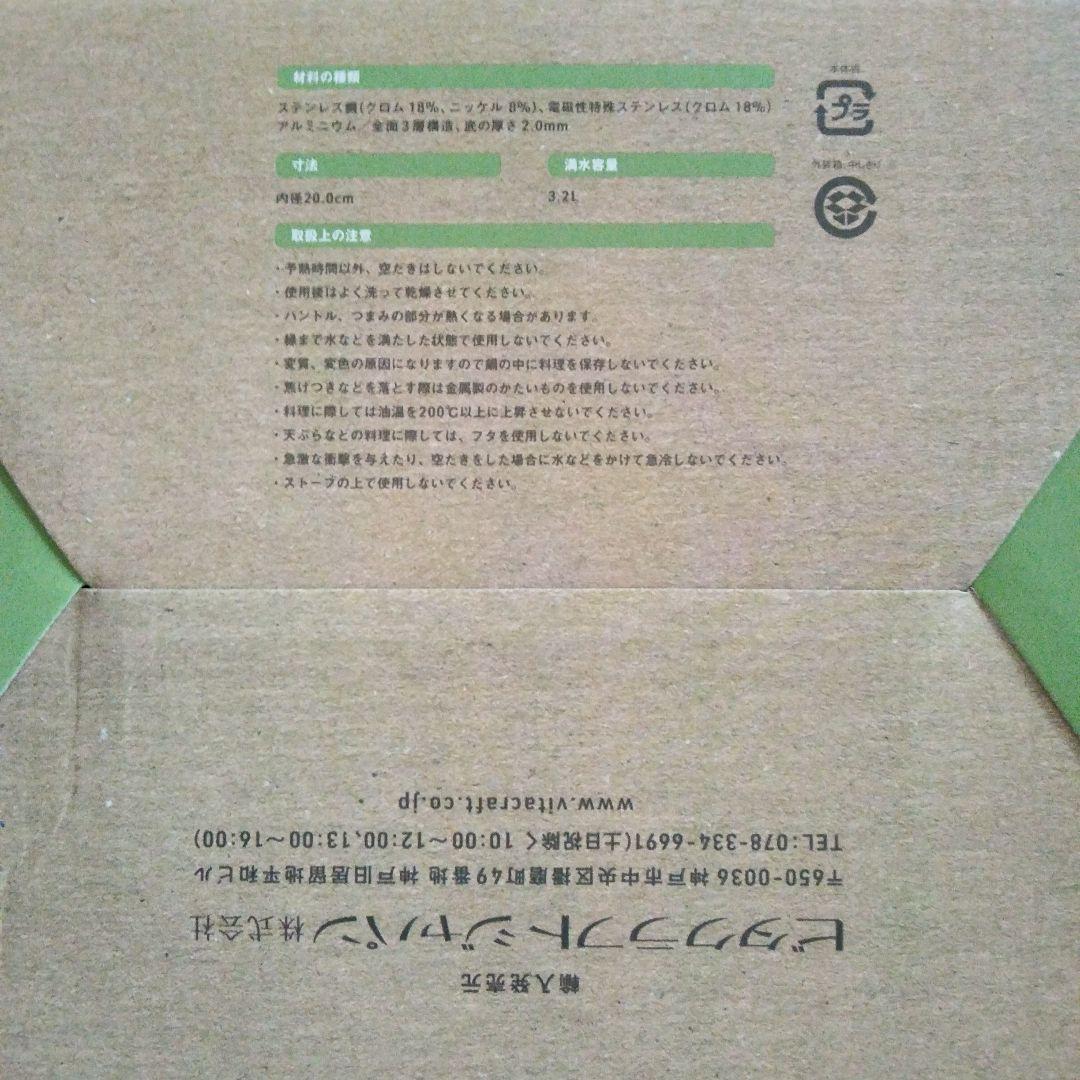 材料の種類
ステンレス鋼(クロム18%、ニッケル8%)、電磁性特殊ステンレス(クロム18%)
アルミニウム/全面3層構造、底の厚さ2.0mm
寸法
内径20.0cm
満水容量
3.2L
取扱上の注意
・予熱時間以外、空だきはしないでください。
・使用後はよく洗って乾燥させてください。
・ハンドル、つまみの部分が熱くなる場合があります。
・縁まで水などを満たした状態で使用しないでください。
・変質、変色の原因になりますので鍋の中に料理を保存しないでください。
・焦げつきなどを落とす際は金属製のかたいものを使用しないでください。
・料理に際しては油温を200℃以上に上昇させないでください。
・天ぷらなどの料理に際しては、フタを使用しないでください。
・急激な衝撃を与えたり、空だきをした場合に水などをかけて急冷しないでください。
・ストーブの上で使用しないでください。
本体袋
プラ
外装箱、中しきり
輸入発売元
ビタクラフトジャパン株式会社
〒650-0036 神戸市中央区播磨町49番地 神戸旧居留地平和ビル
TEL:078-334-6691(土日祝除く 10:00〜12:00、13:00〜16:00)
www.vitacraft.co.jp